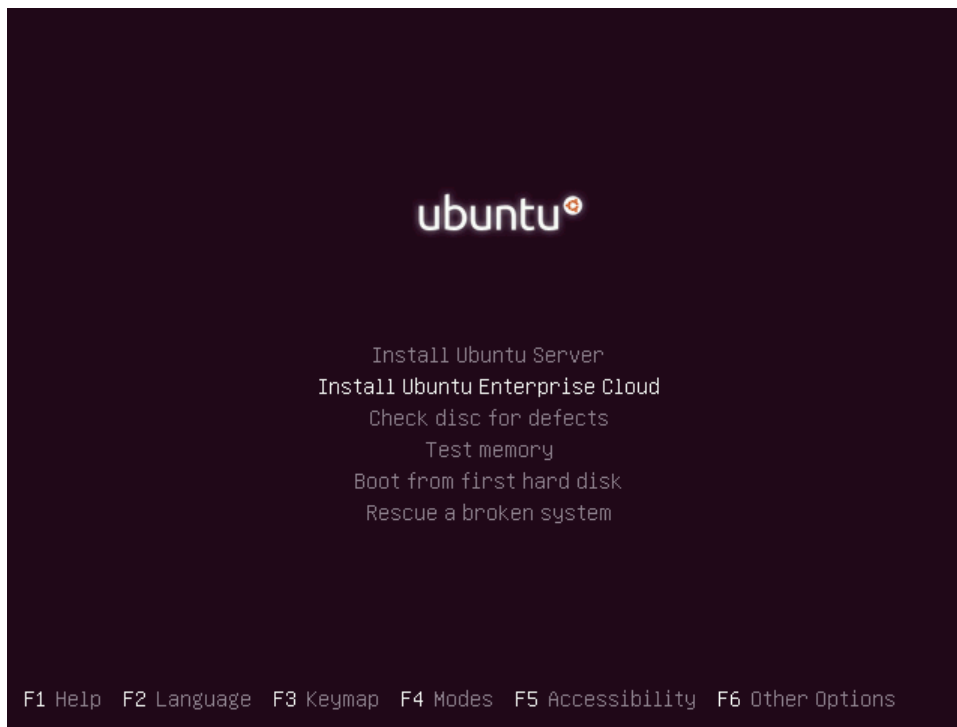 ubuntu
Install Ubuntu Server
Install Ubuntu Enterprise Cloud
Check disc for defects
Test memory
Boot from first hard disk
Rescue a broken system
F1 Help F2 Language F3 Keymap F4 Modes F5 Accessibility F6 Other Options